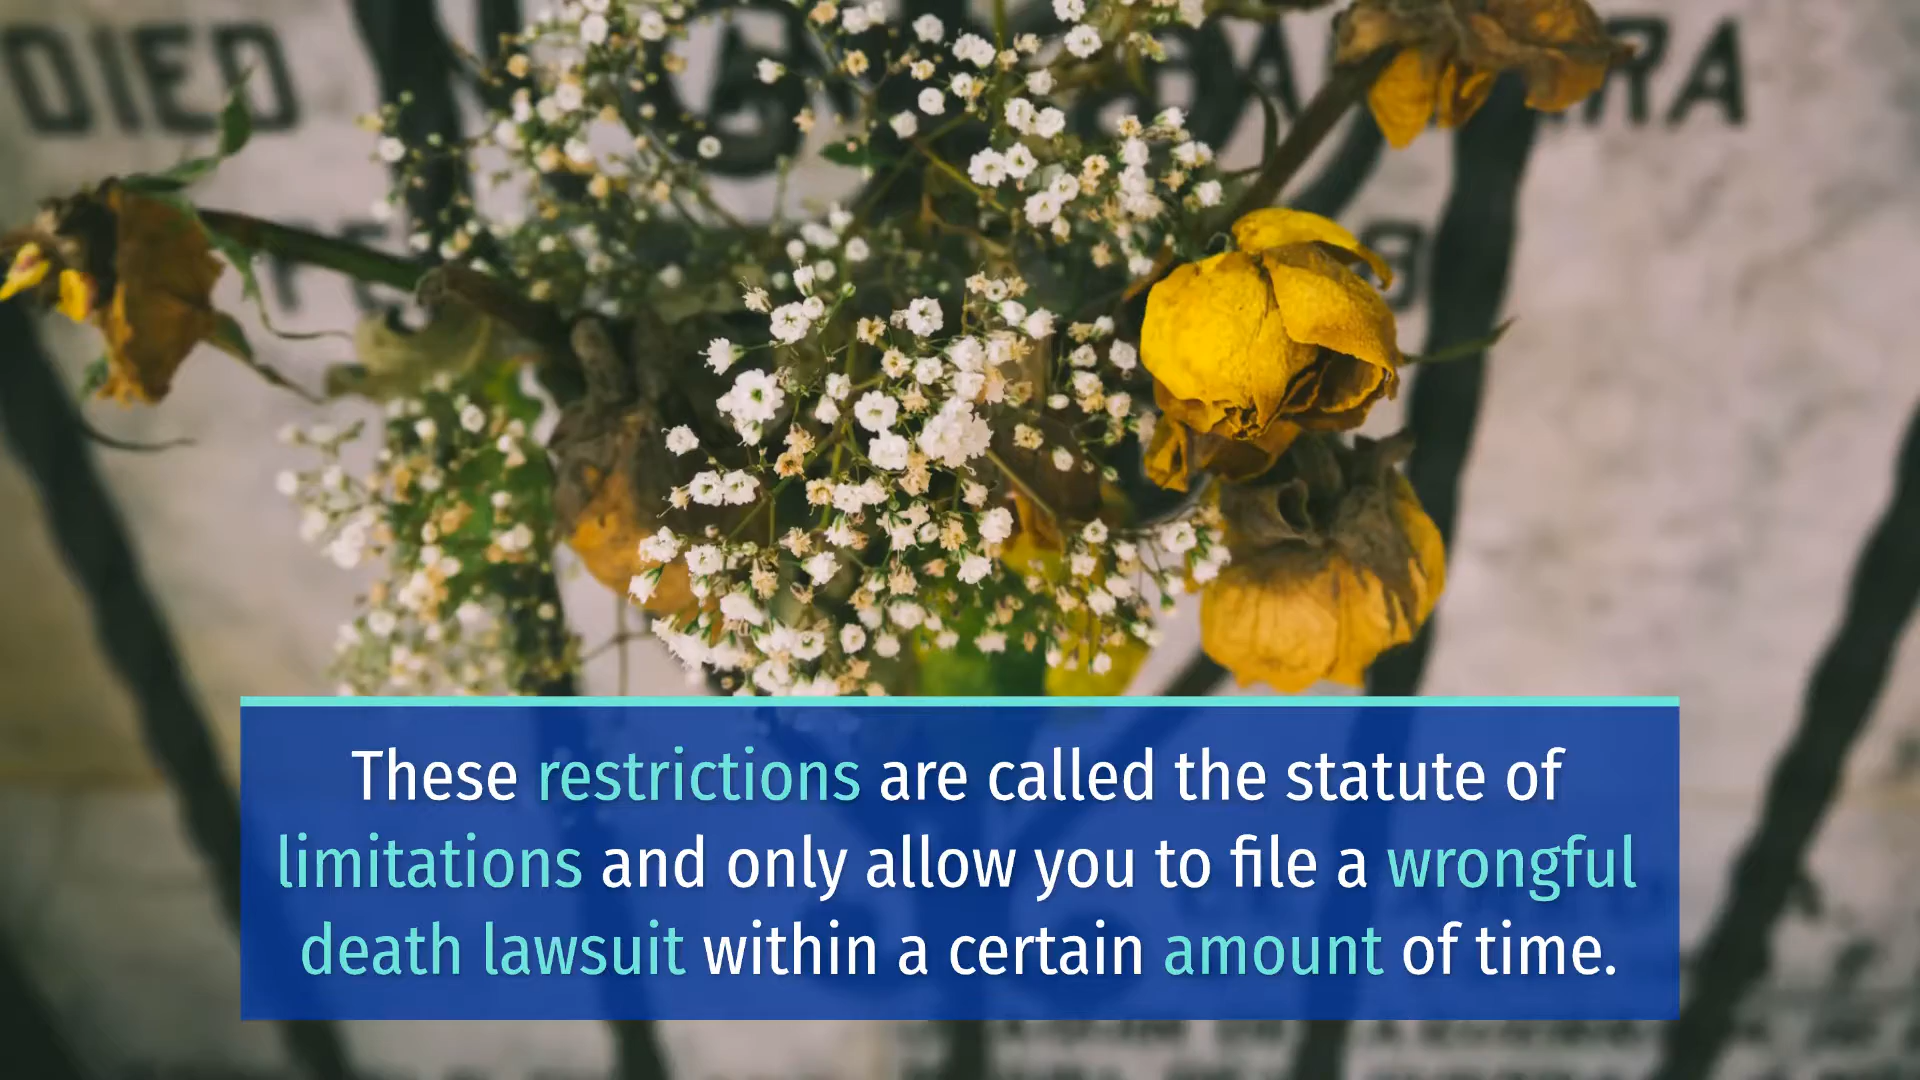 DIED
These restrictions are called the statute of
limitations and only allow you to file a wrongful
death lawsuit within a certain amount of time.